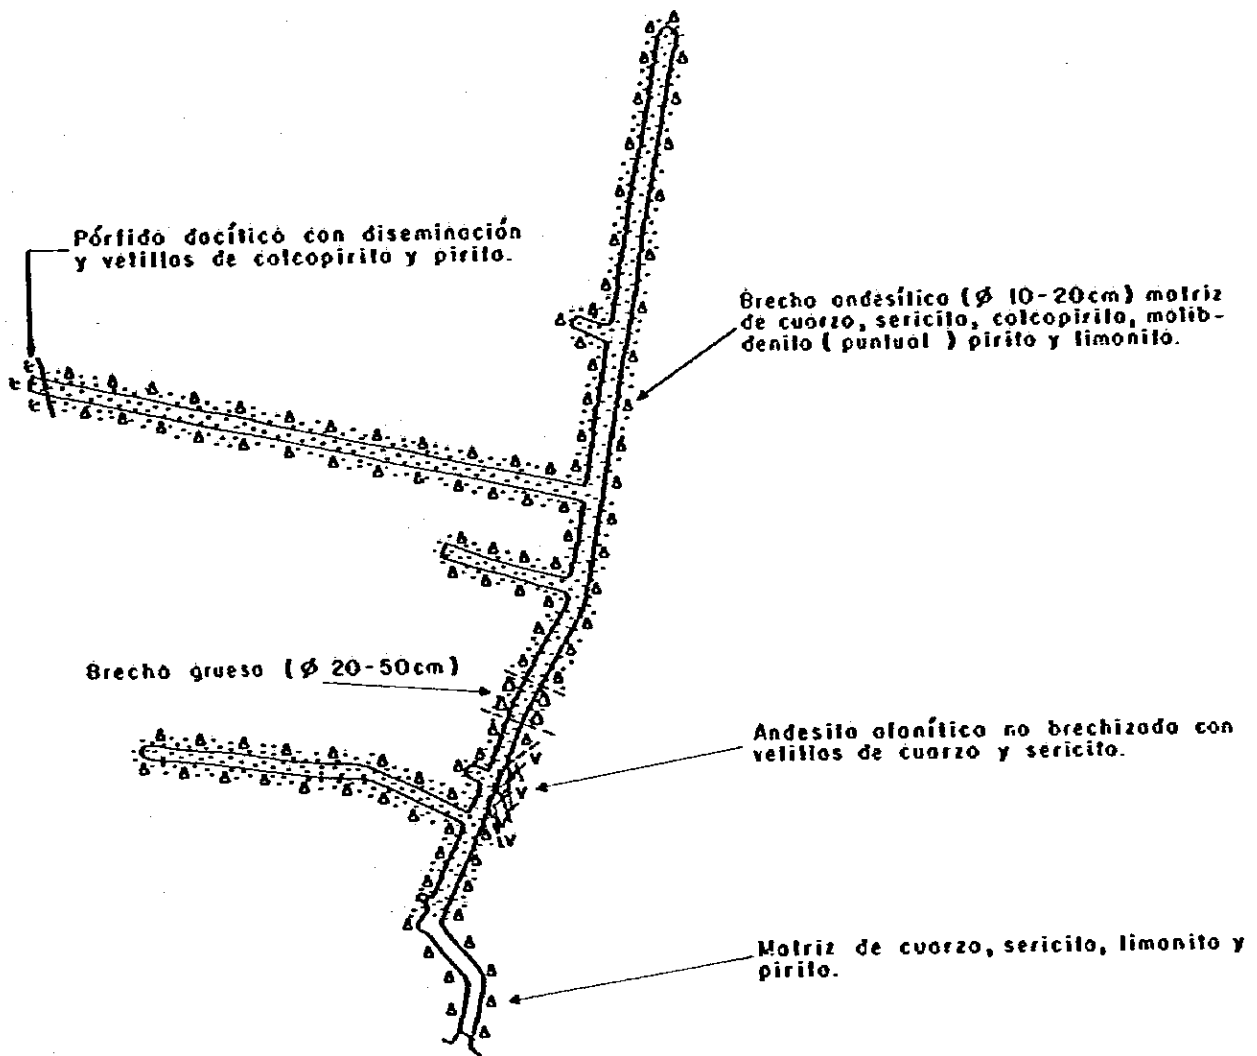 Pórfido dacítico con diseminación
y vetillas de calcopirita y pirita.
Brecha andesítica (Ø 10-20cm) matriz
de cuarzo, sericita, calcopirita, molib-
denita ( puntual ) pirita y limonita.
Brecha gruesa (Ø 20-50cm)
Andesita afanítica no brechizada con
vetillas de cuarzo y sericita.
Matriz de cuarzo, sericita, limonita y
pirita.